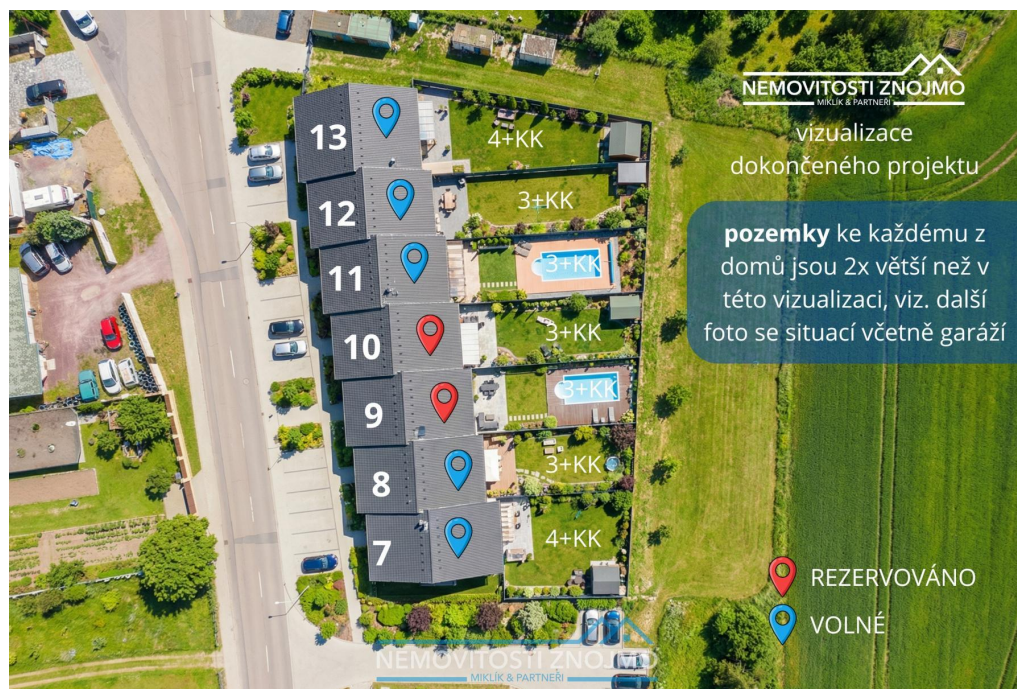 NEMOVITOSTI ZNOJMO
MIKLÍK & PARTNEŘI
vizualizace
dokončeného projektu
pozemky ke každému z
domů jsou 2x větší než v
této vizualizaci, viz. další
foto se situací včetně garáží
13
4+KK
12
3+KK
11
3+KK
10
3+KK
9
3+KK
8
3+KK
7
4+KK
REZERVOVÁNO
VOLNÉ
NEMOVITOSTI ZNOJMO
MIKLÍK & PARTNEŘI